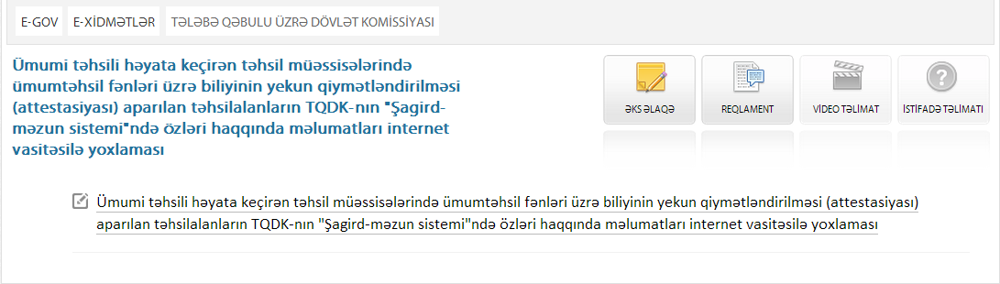 E-GOV E-XİDMƏTLƏR TƏLƏBƏ QƏBULU ÜZRƏ DÖVLƏT KOMİSSİYASI
Ümumi təhsili həyata keçirən təhsil müəssisələrində
ümumtəhsil fənləri üzrə biliyinin yekun qiymətləndirilməsi
(attestasiyası) aparılan təhsilalanların TQDK-nın "Şagird-
məzun sistemi"ndə özləri haqqında məlumatları internet
vasitəsilə yoxlaması
ƏKS ƏLAQƏ REQLAMENT VİDEO TƏLİMAT İSTİFADƏ TƏLİMATI
Ümumi təhsili həyata keçirən təhsil müəssisələrində ümumtəhsil fənləri üzrə biliyinin yekun qiymətləndirilməsi (attestasiyası)
aparılan təhsilalanların TQDK-nın "Şagird-məzun sistemi"ndə özləri haqqında məlumatları internet vasitəsilə yoxlaması